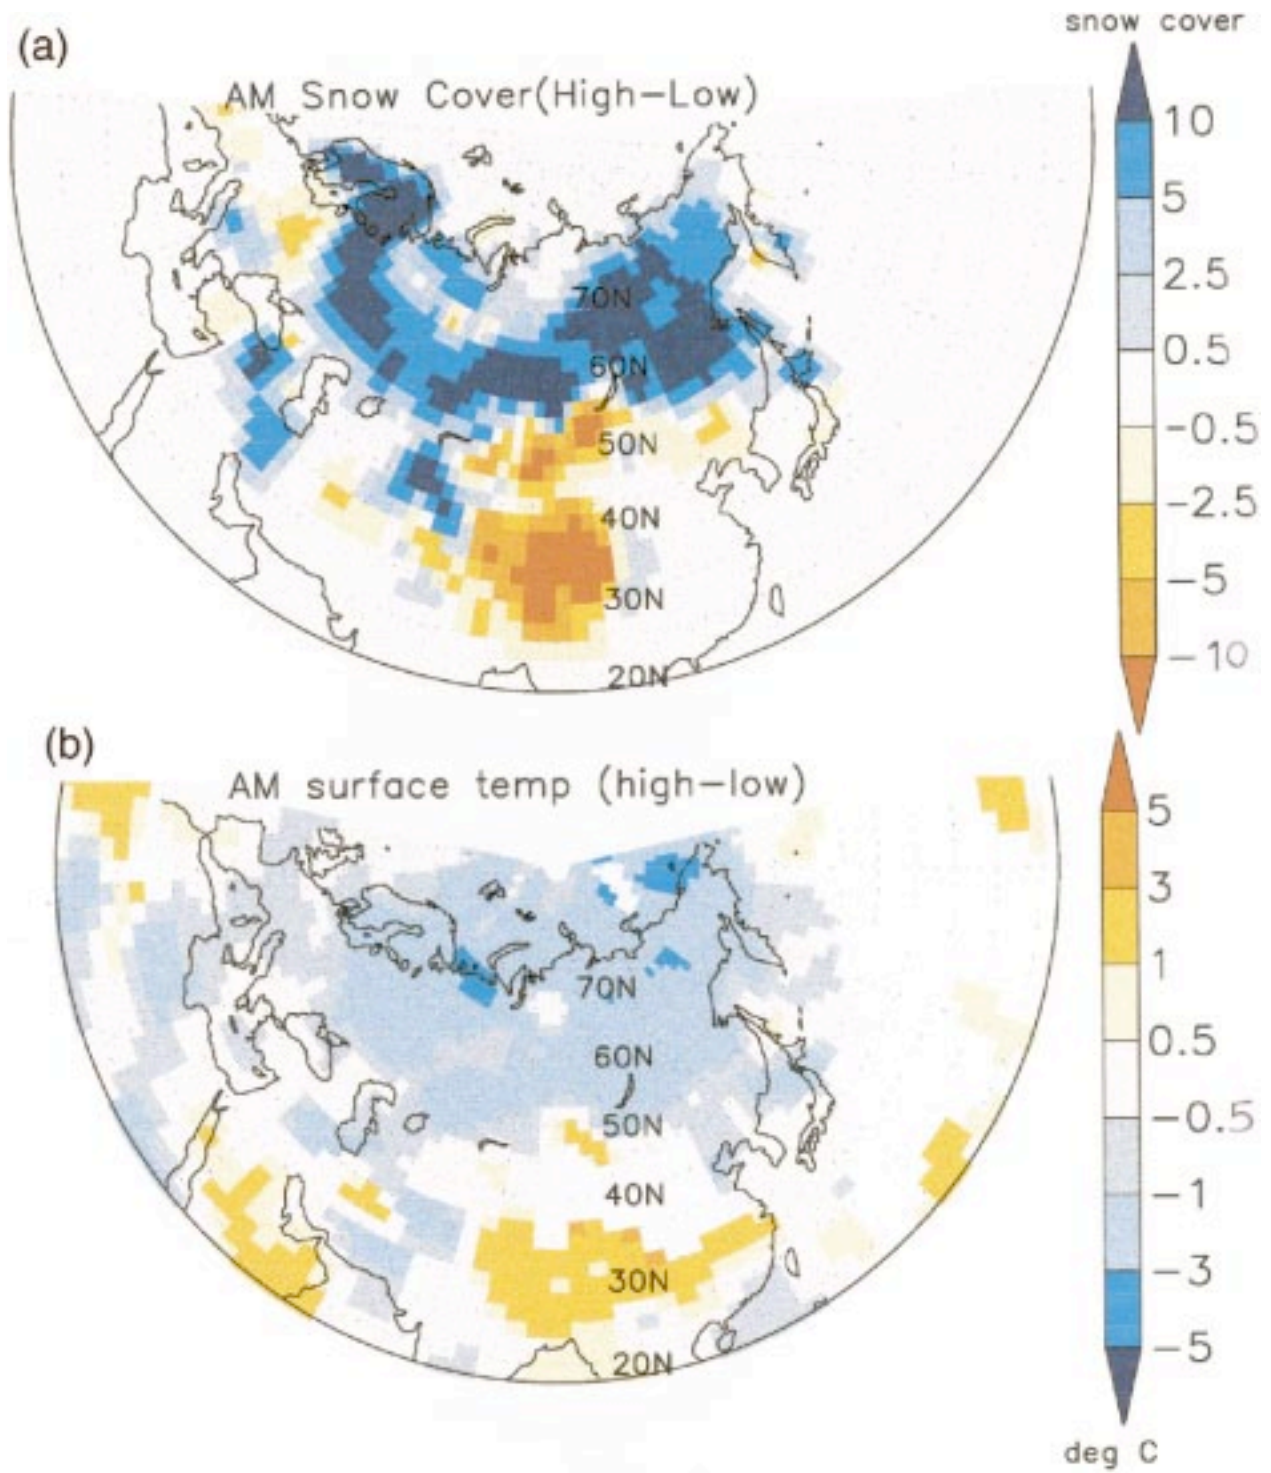 snow cover
(a)
AM Snow Cover(High-Low)
10
5
2.5
0.5
-0.5
-2.5
-5
-10
70N
60N
50N
40N
30N
20N
(b)
AM surface temp (high-low)
5
3
1
0.5
-0.5
-1
-3
-5
70N
60N
50N
40N
30N
20N
deg C